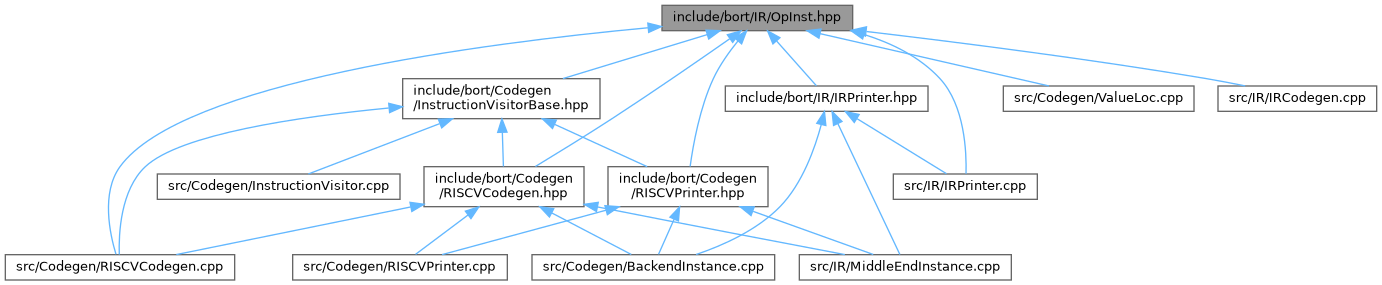 include/bort/IR/OpInst.hpp
include/bort/Codegen
/InstructionVisitorBase.hpp
include/bort/IR/IRPrinter.hpp
src/Codegen/ValueLoc.cpp
src/IR/IRCodegen.cpp
src/Codegen/InstructionVisitor.cpp
include/bort/Codegen
/RISCVCodegen.hpp
include/bort/Codegen
/RISCVPrinter.hpp
src/IR/IRPrinter.cpp
src/Codegen/RISCVCodegen.cpp
src/Codegen/RISCVPrinter.cpp
src/Codegen/BackendInstance.cpp
src/IR/MiddleEndInstance.cpp